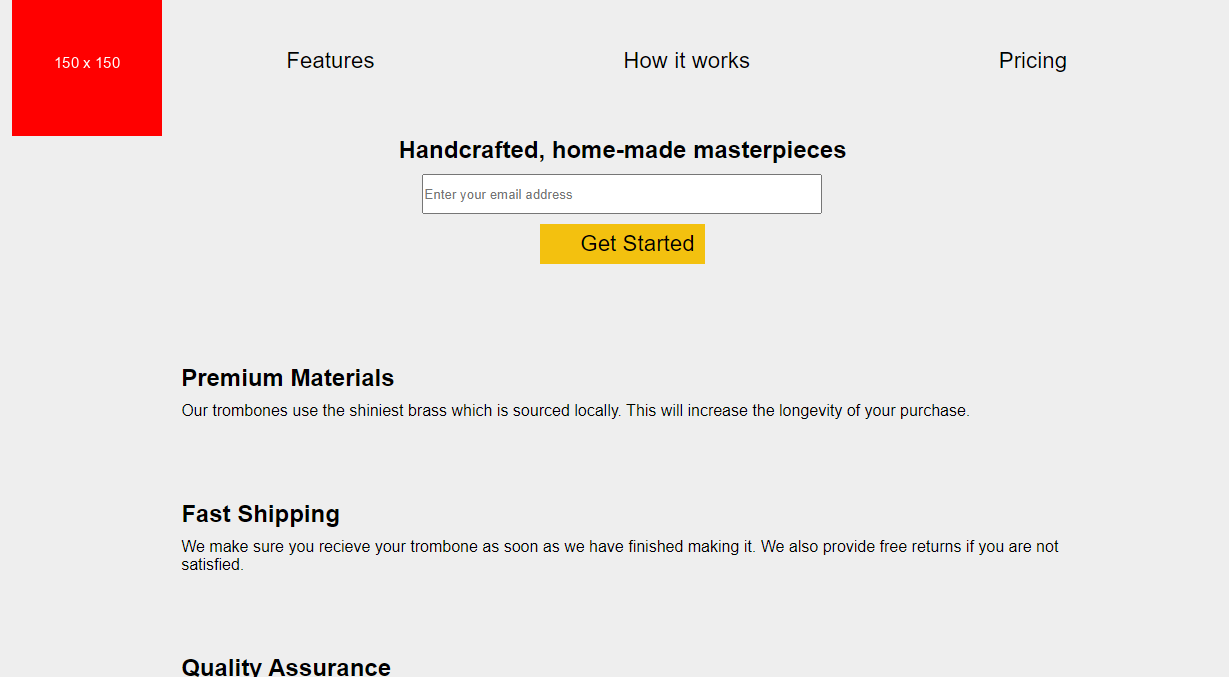 150 x 150
Features
How it works
Pricing
Handcrafted, home-made masterpieces
Enter your email address
Get Started
Premium Materials
Our trombones use the shiniest brass which is sourced locally. This will increase the longevity of your purchase.
Fast Shipping
We make sure you recieve your trombone as soon as we have finished making it. We also provide free returns if you are not
satisfied.
Quality Assurance